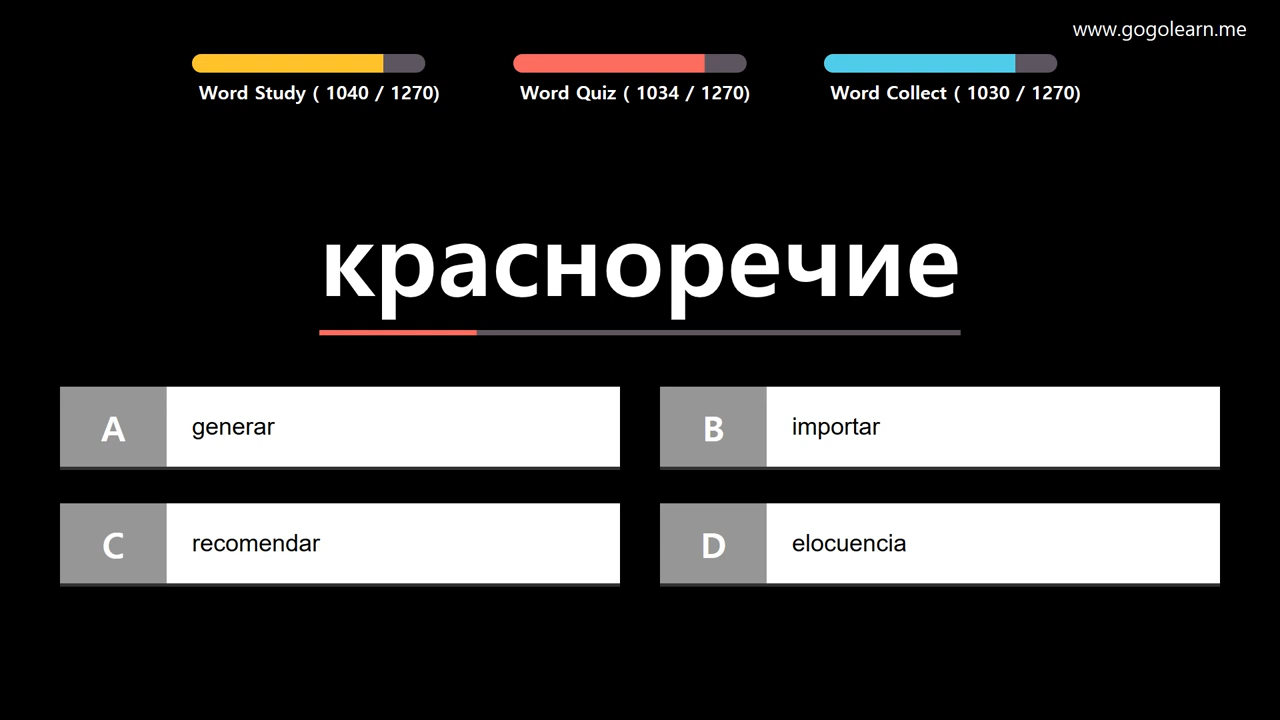 www.gogolearn.me
Word Study ( 1040 / 1270)
Word Quiz ( 1034 / 1270)
Word Collect ( 1030 / 1270)
красноречие
A generar
B importar
C recomendar
D elocuencia